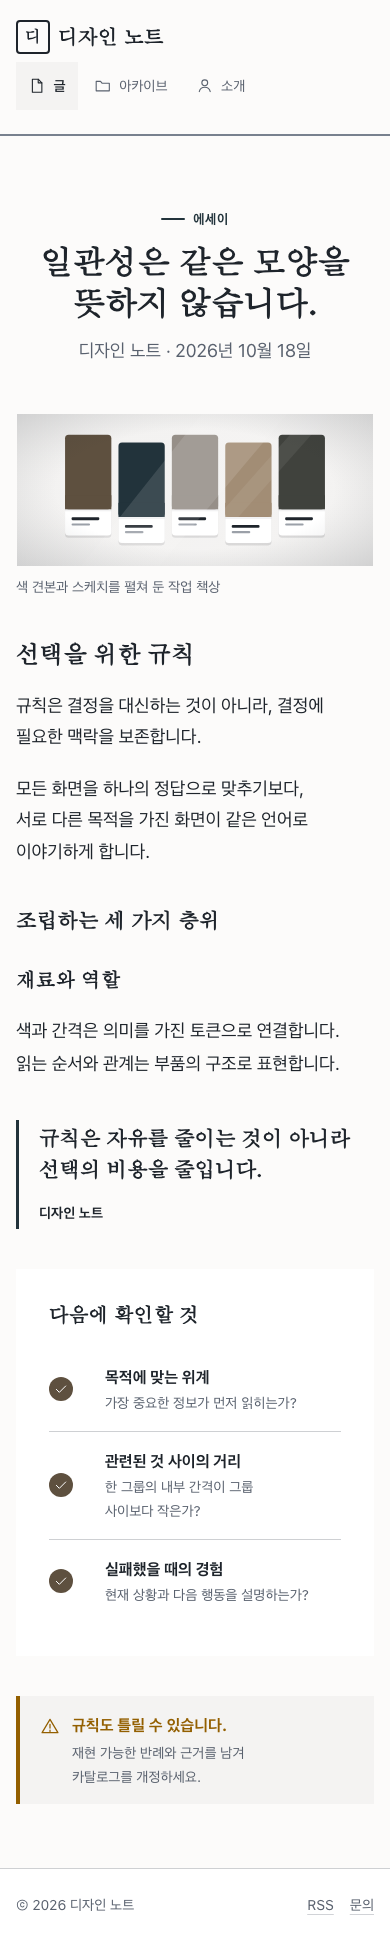 디 디자인 노트
글 아카이브 소개
에세이
일관성은 같은 모양을
뜻하지 않습니다.
디자인 노트 · 2026년 10월 18일
색 견본과 스케치를 펼쳐 둔 작업 책상
선택을 위한 규칙
규칙은 결정을 대신하는 것이 아니라, 결정에
필요한 맥락을 보존합니다.
모든 화면을 하나의 정답으로 맞추기보다,
서로 다른 목적을 가진 화면이 같은 언어로
이야기하게 합니다.
조립하는 세 가지 층위
재료와 역할
색과 간격은 의미를 가진 토큰으로 연결합니다.
읽는 순서와 관계는 부품의 구조로 표현합니다.
규칙은 자유를 줄이는 것이 아니라
선택의 비용을 줄입니다.
디자인 노트
다음에 확인할 것
목적에 맞는 위계
가장 중요한 정보가 먼저 읽히는가?
관련된 것 사이의 거리
한 그룹의 내부 간격이 그룹
사이보다 작은가?
실패했을 때의 경험
현재 상황과 다음 행동을 설명하는가?
규칙도 틀릴 수 있습니다.
재현 가능한 반례와 근거를 남겨
카탈로그를 개정하세요.
© 2026 디자인 노트
RSS 문의